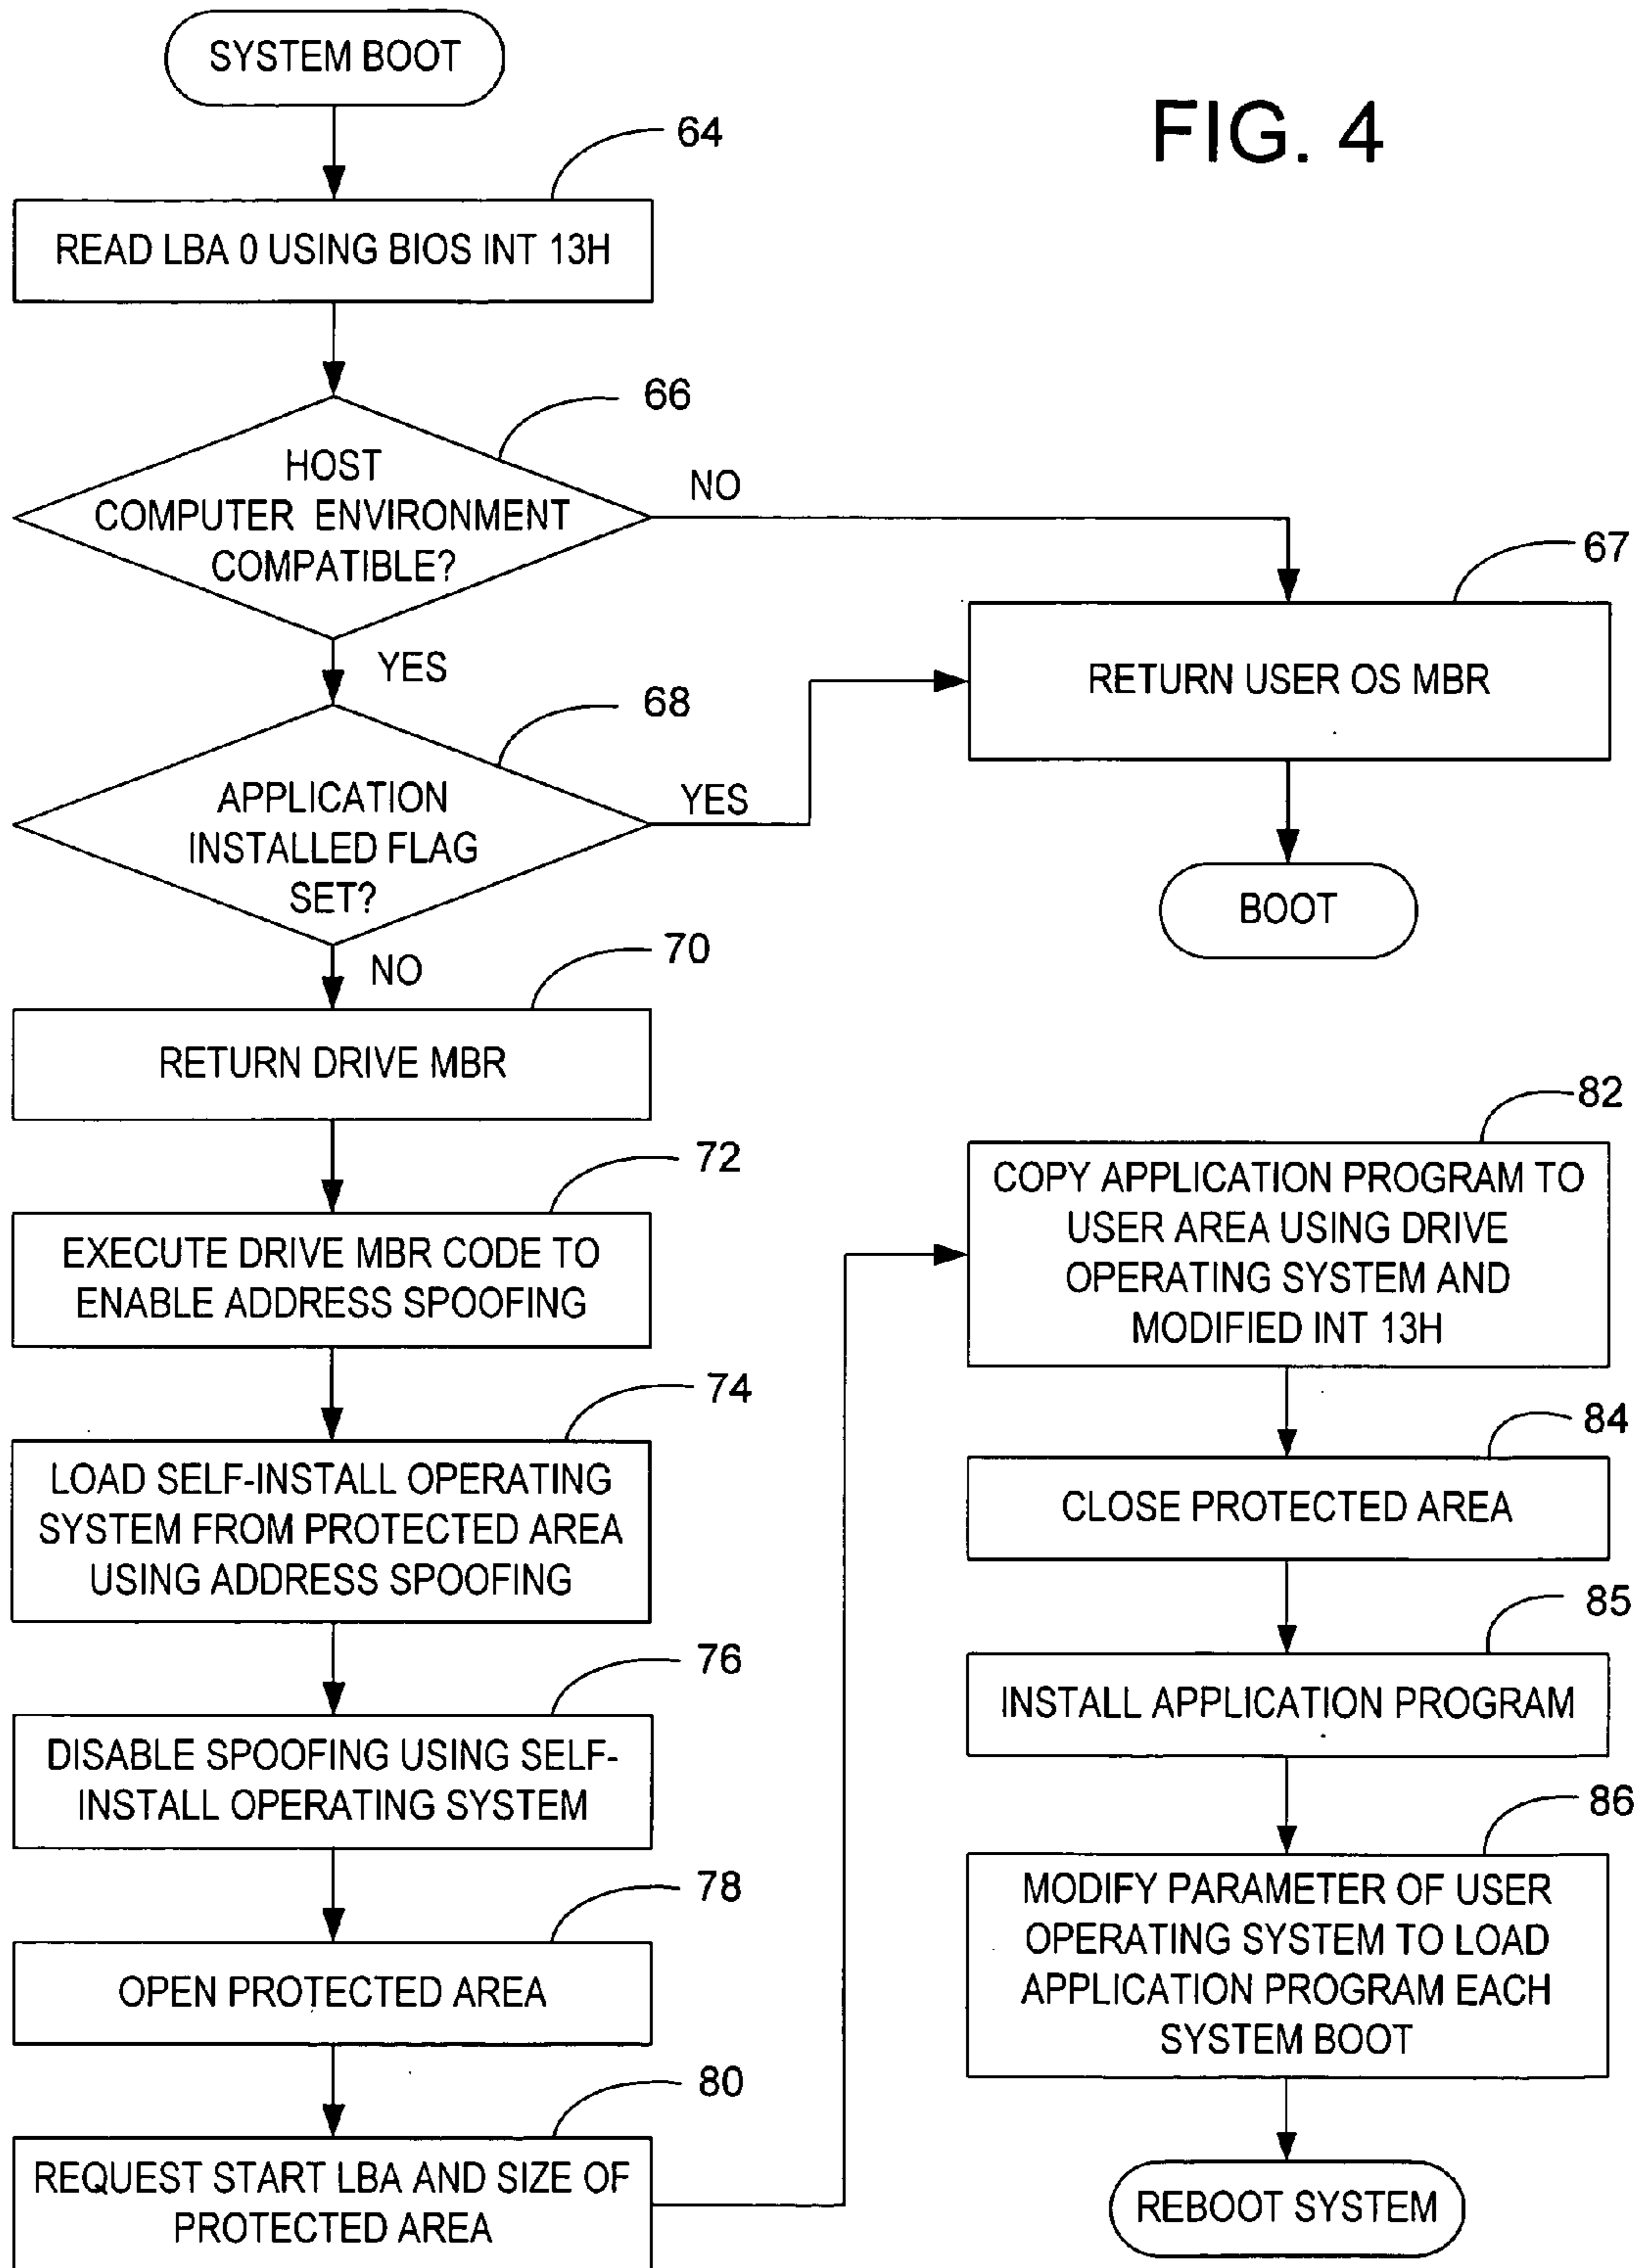 SYSTEM BOOT
FIG. 4
64
READ LBA 0 USING BIOS INT 13H
66
HOST
COMPUTER ENVIRONMENT
COMPATIBLE?
NO
67
RETURN USER OS MBR
YES
68
APPLICATION
INSTALLED FLAG
SET?
YES
BOOT
NO
70
RETURN DRIVE MBR
72
EXECUTE DRIVE MBR CODE TO
ENABLE ADDRESS SPOOFING
74
LOAD SELF-INSTALL OPERATING
SYSTEM FROM PROTECTED AREA
USING ADDRESS SPOOFING
76
DISABLE SPOOFING USING SELF-
INSTALL OPERATING SYSTEM
78
OPEN PROTECTED AREA
80
REQUEST START LBA AND SIZE OF
PROTECTED AREA
82
COPY APPLICATION PROGRAM TO
USER AREA USING DRIVE
OPERATING SYSTEM AND
MODIFIED INT 13H
84
CLOSE PROTECTED AREA
85
INSTALL APPLICATION PROGRAM
86
MODIFY PARAMETER OF USER
OPERATING SYSTEM TO LOAD
APPLICATION PROGRAM EACH
SYSTEM BOOT
REBOOT SYSTEM